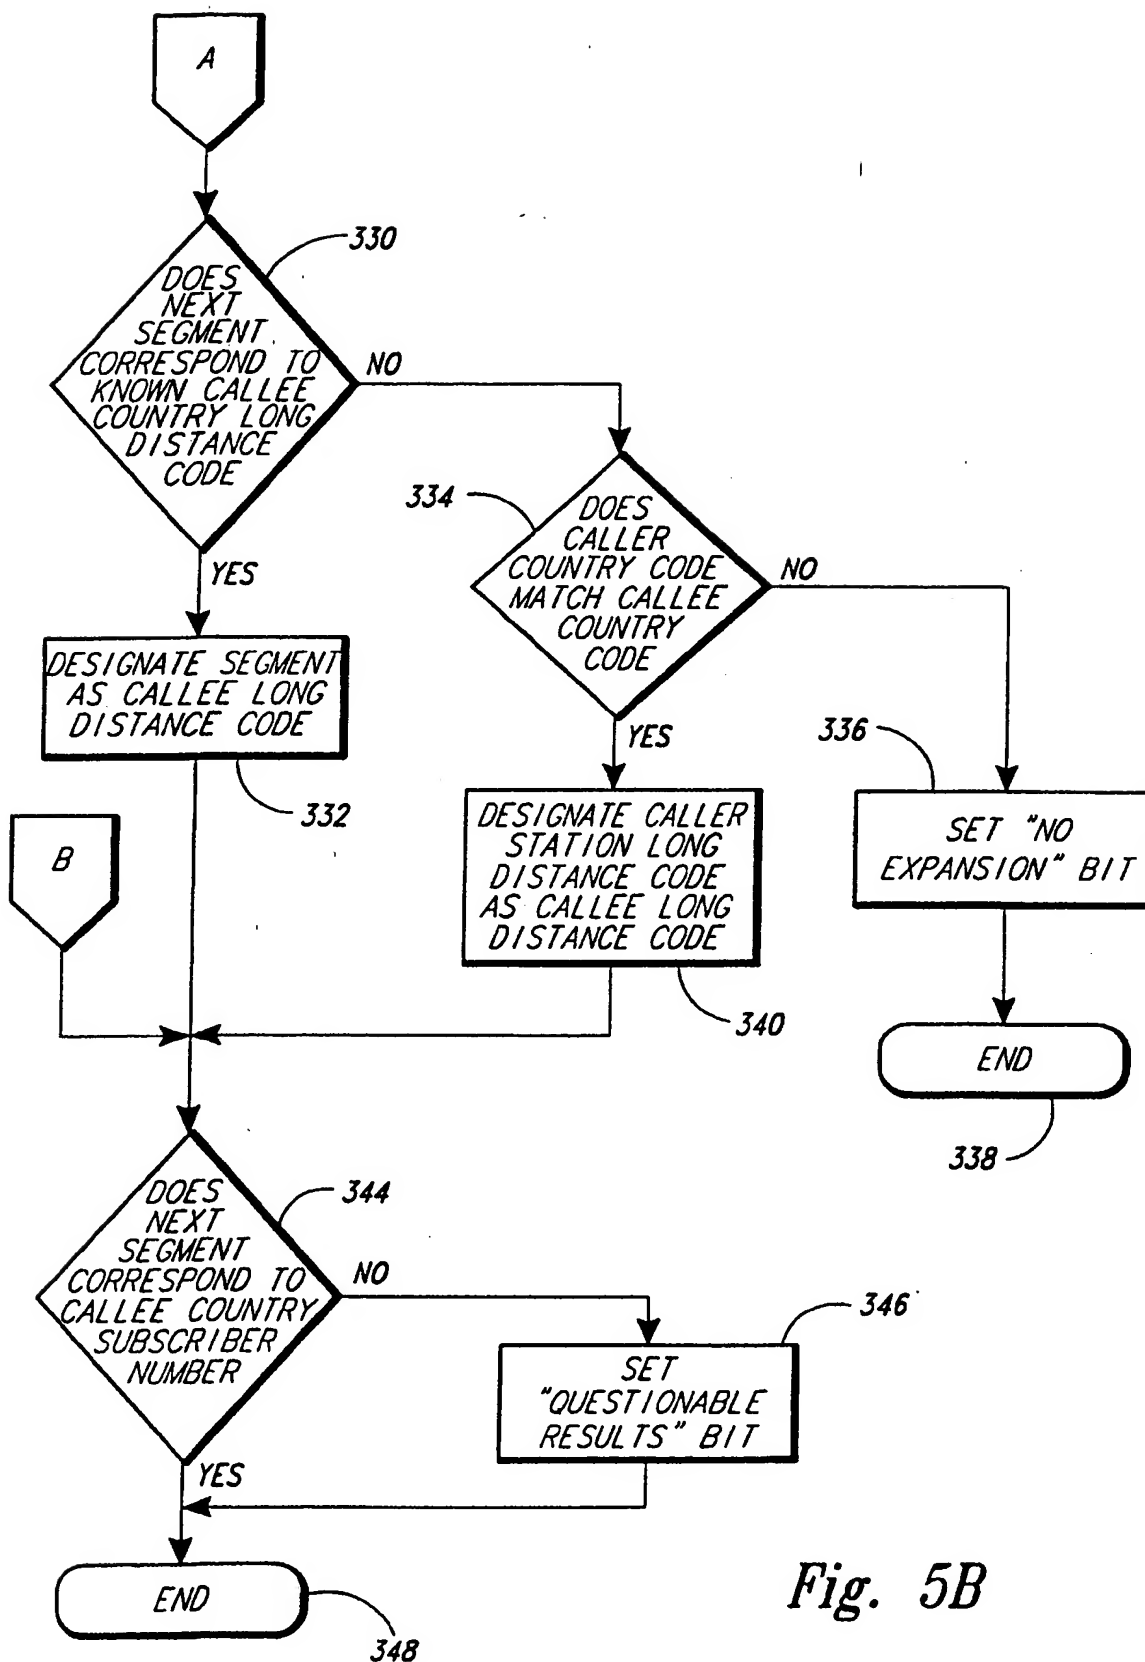 A
330
DOES
NEXT
SEGMENT
CORRESPOND TO
KNOWN CALLEE
COUNTRY LONG
DISTANCE
CODE
NO
YES
334
DOES
CALLER
COUNTRY CODE
MATCH CALLEE
COUNTRY
CODE
NO
YES
DESIGNATE SEGMENT
AS CALLEE LONG
DISTANCE CODE
332
336
SET "NO
EXPANSION" BIT
DESIGNATE CALLER
STATION LONG
DISTANCE CODE
AS CALLEE LONG
DISTANCE CODE
340
B
END
338
344
DOES
NEXT
SEGMENT
CORRESPOND TO
CALLEE COUNTRY
SUBSCRIBER
NUMBER
NO
YES
346
SET
"QUESTIONABLE
RESULTS" BIT
END
348
Fig. 5B